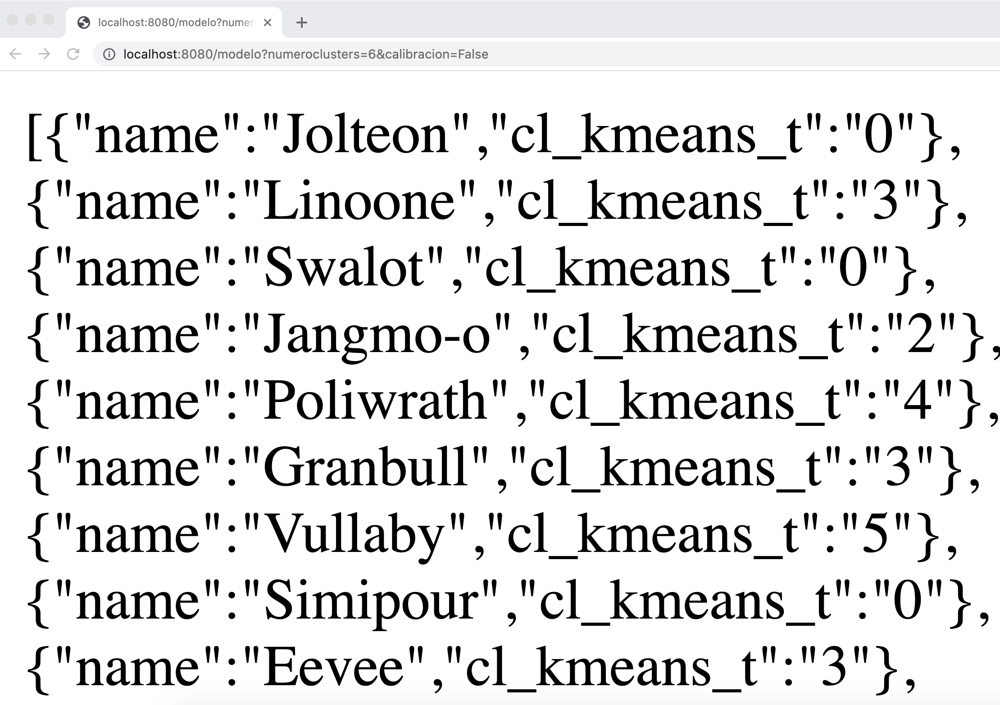 localhost:8080/modelo?numer
localhost:8080/modelo?numeroclusters=6&calibracion=False
[{"name":"Jolteon","cl_kmeans_t":"0"},
{"name":"Linoone","cl_kmeans_t":"3"},
{"name":"Swalot","cl_kmeans_t":"0"},
{"name":"Jangmo-o","cl_kmeans_t":"2"},
{"name":"Poliwrath","cl_kmeans_t":"4"},
{"name":"Granbull","cl_kmeans_t":"3"},
{"name":"Vullaby","cl_kmeans_t":"5"},
{"name":"Simipour","cl_kmeans_t":"0"},
{"name":"Eevee","cl_kmeans_t":"3"},